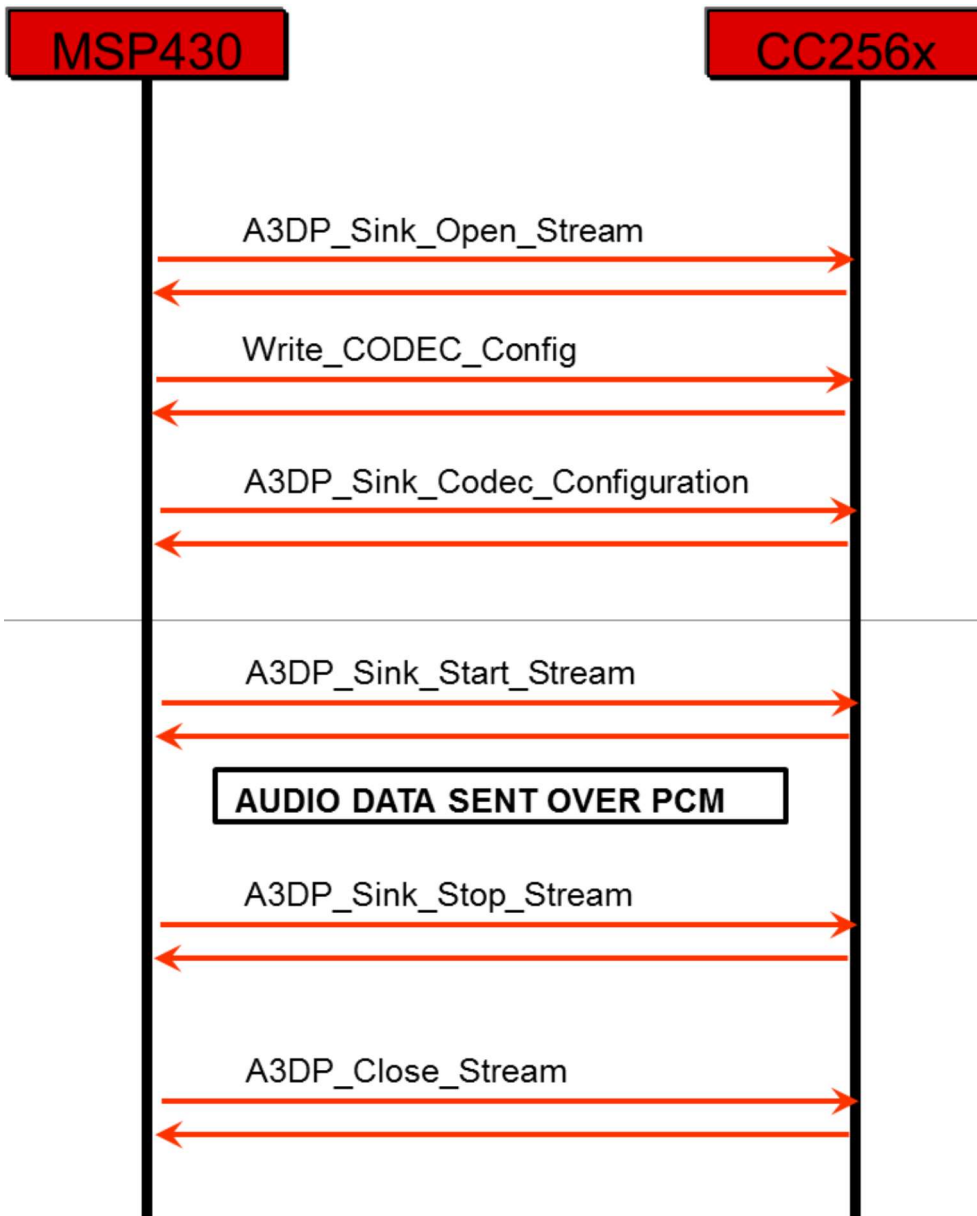 MSP430
CC256x
A3DP_Sink_Open_Stream
Write_CODEC_Config
A3DP_Sink_Codec_Configuration
A3DP_Sink_Start_Stream
AUDIO DATA SENT OVER PCM
A3DP_Sink_Stop_Stream
A3DP_Close_Stream